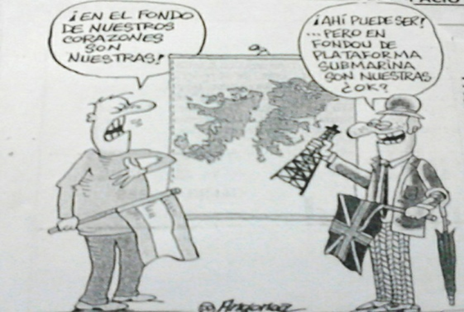 ¡EN EL FONDO
DE NUESTROS
CORAZONES
SON
NUESTRAS!
¡AHÍ PUEDE SER!
...PERO EN
FONDOU DE
PLATAFORMA
SUBMARINA
SON NUESTRAS
¿OK?